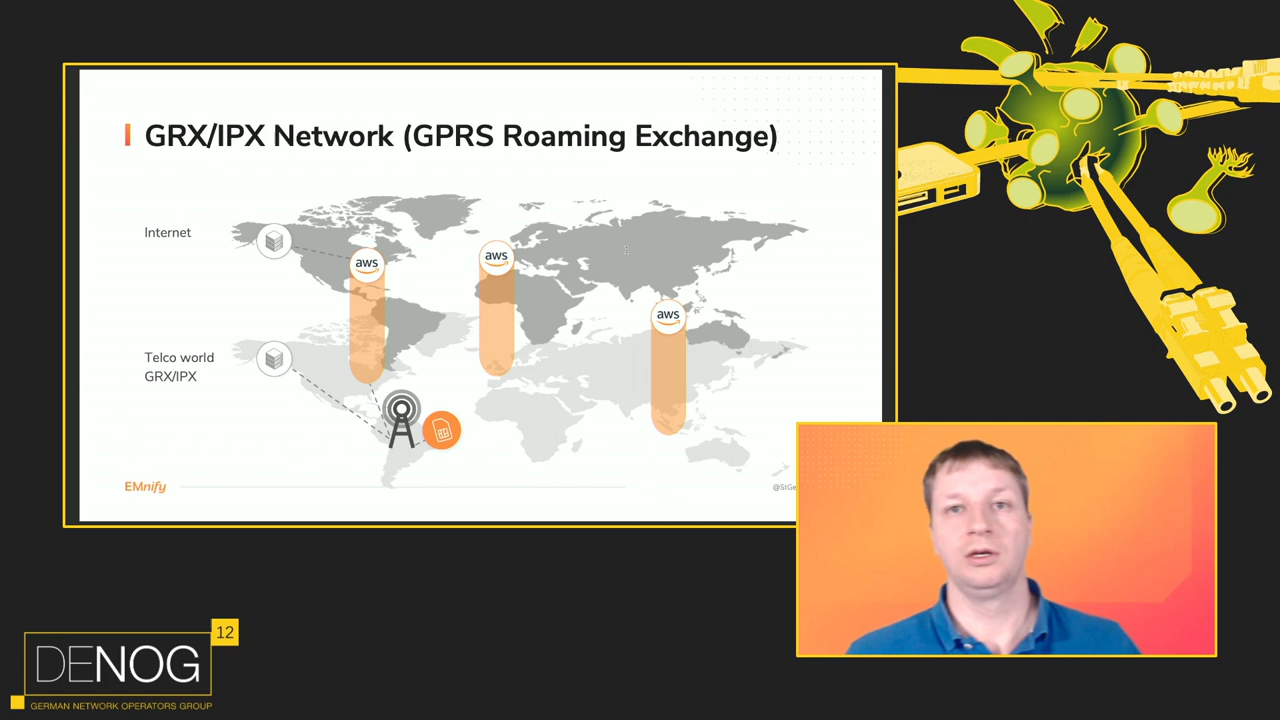 GRX/IPX Network (GPRS Roaming Exchange)
Internet
aws
aws
aws
Telco world
GRX/IPX
EMnify
@StGe
12
DENOG
GERMAN NETWORK OPERATORS GROUP